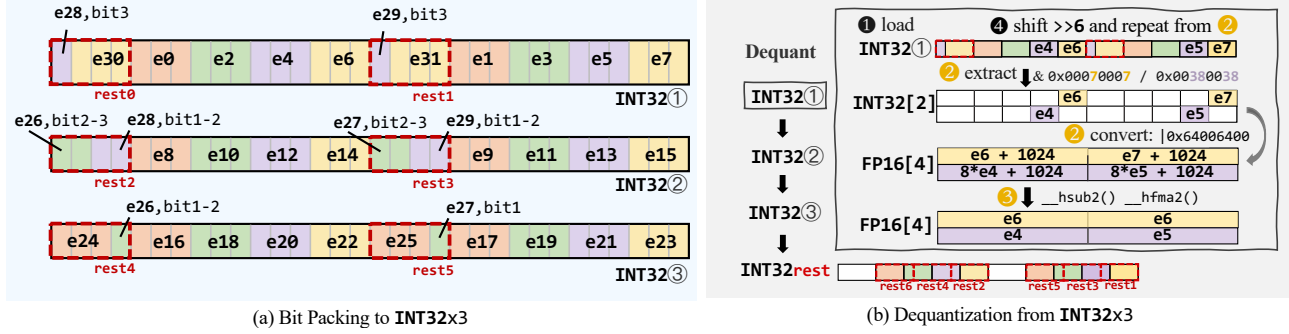 e28,bit3
e29,bit3
e30 e0 e2 e4 e6 e31 e1 e3 e5 e7
rest0 rest1 INT32①
e26,bit2-3 e28,bit1-2 e27,bit2-3 e29,bit1-2
e8 e10 e12 e14 e9 e11 e13 e15
rest2 rest3 INT32②
e26,bit1-2 e27,bit1
e24 e16 e18 e20 e22 e25 e17 e19 e21 e23
rest4 rest5 INT32③
(a) Bit Packing to INT32x3
Dequant
INT32①
INT32②
INT32③
INT32rest
❶ load ❹ shift >>6 and repeat from ❷
INT32① e4 e6 e5 e7
❷ extract & 0x00070007 / 0x00380038
INT32[2] e6 e7
e4 e5
❷ convert: |0x64006400
FP16[4] e6 + 1024 e7 + 1024
8*e4 + 1024 8*e5 + 1024
❸ __hsub2() __hfma2()
FP16[4] e6 e6
e4 e5
rest6 rest4 rest2 rest5 rest3 rest1
(b) Dequantization from INT32x3